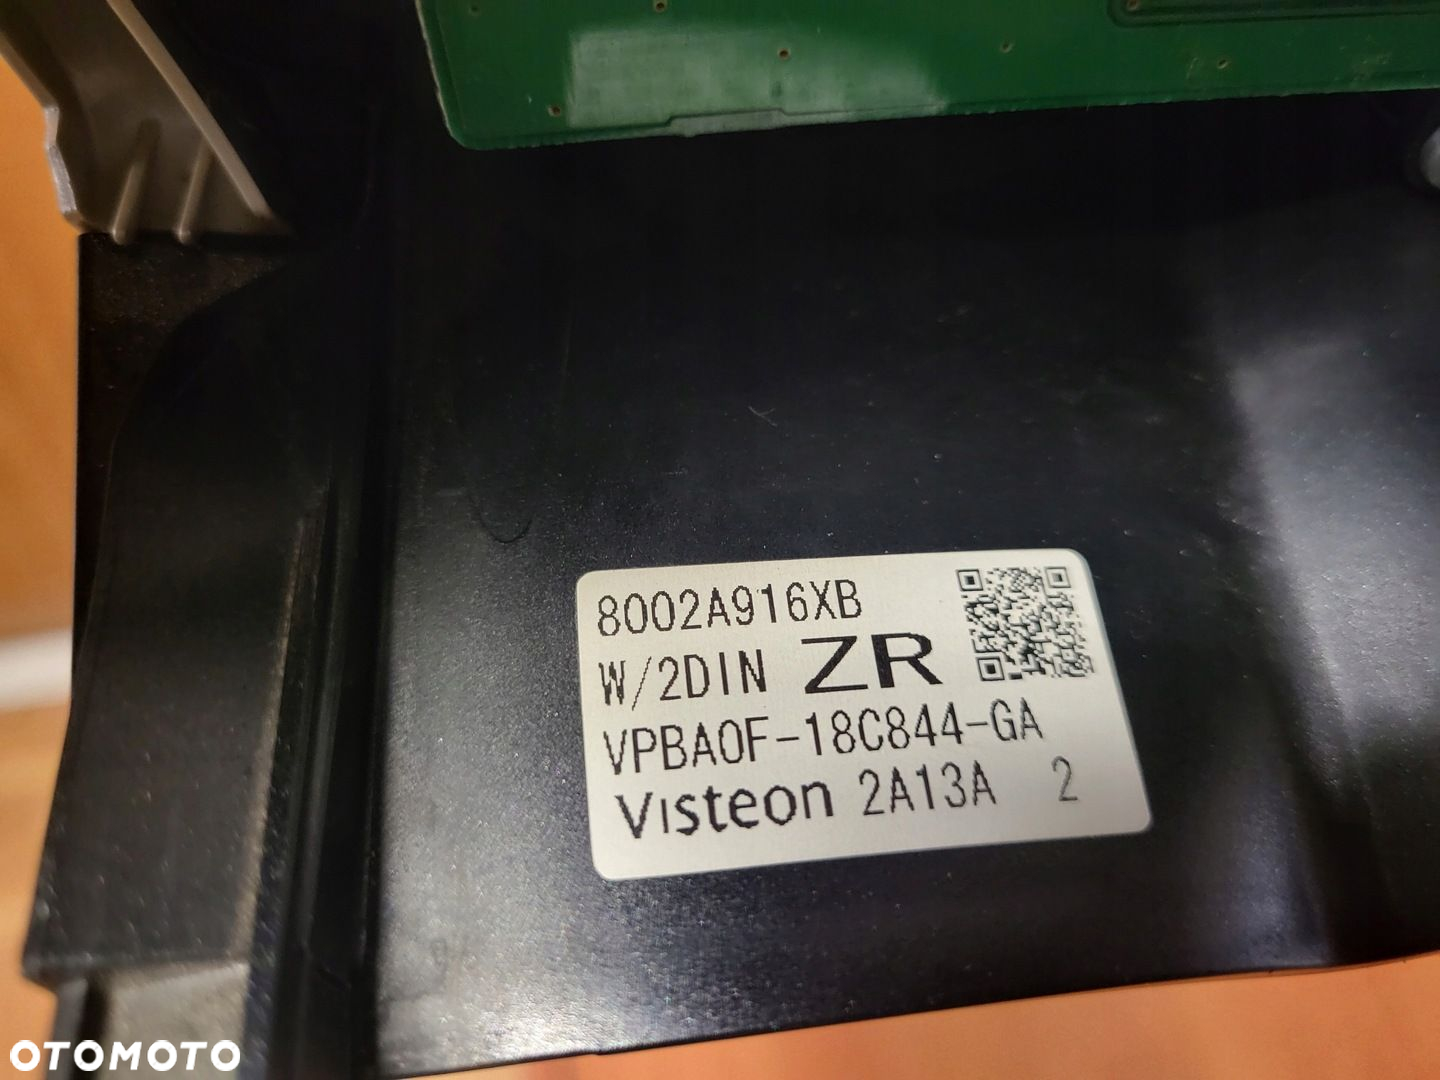 8002A916XB
W/2DIN ZR
VPBA0F-18C844-GA
Visteon 2A13A 2
OTOMOTO